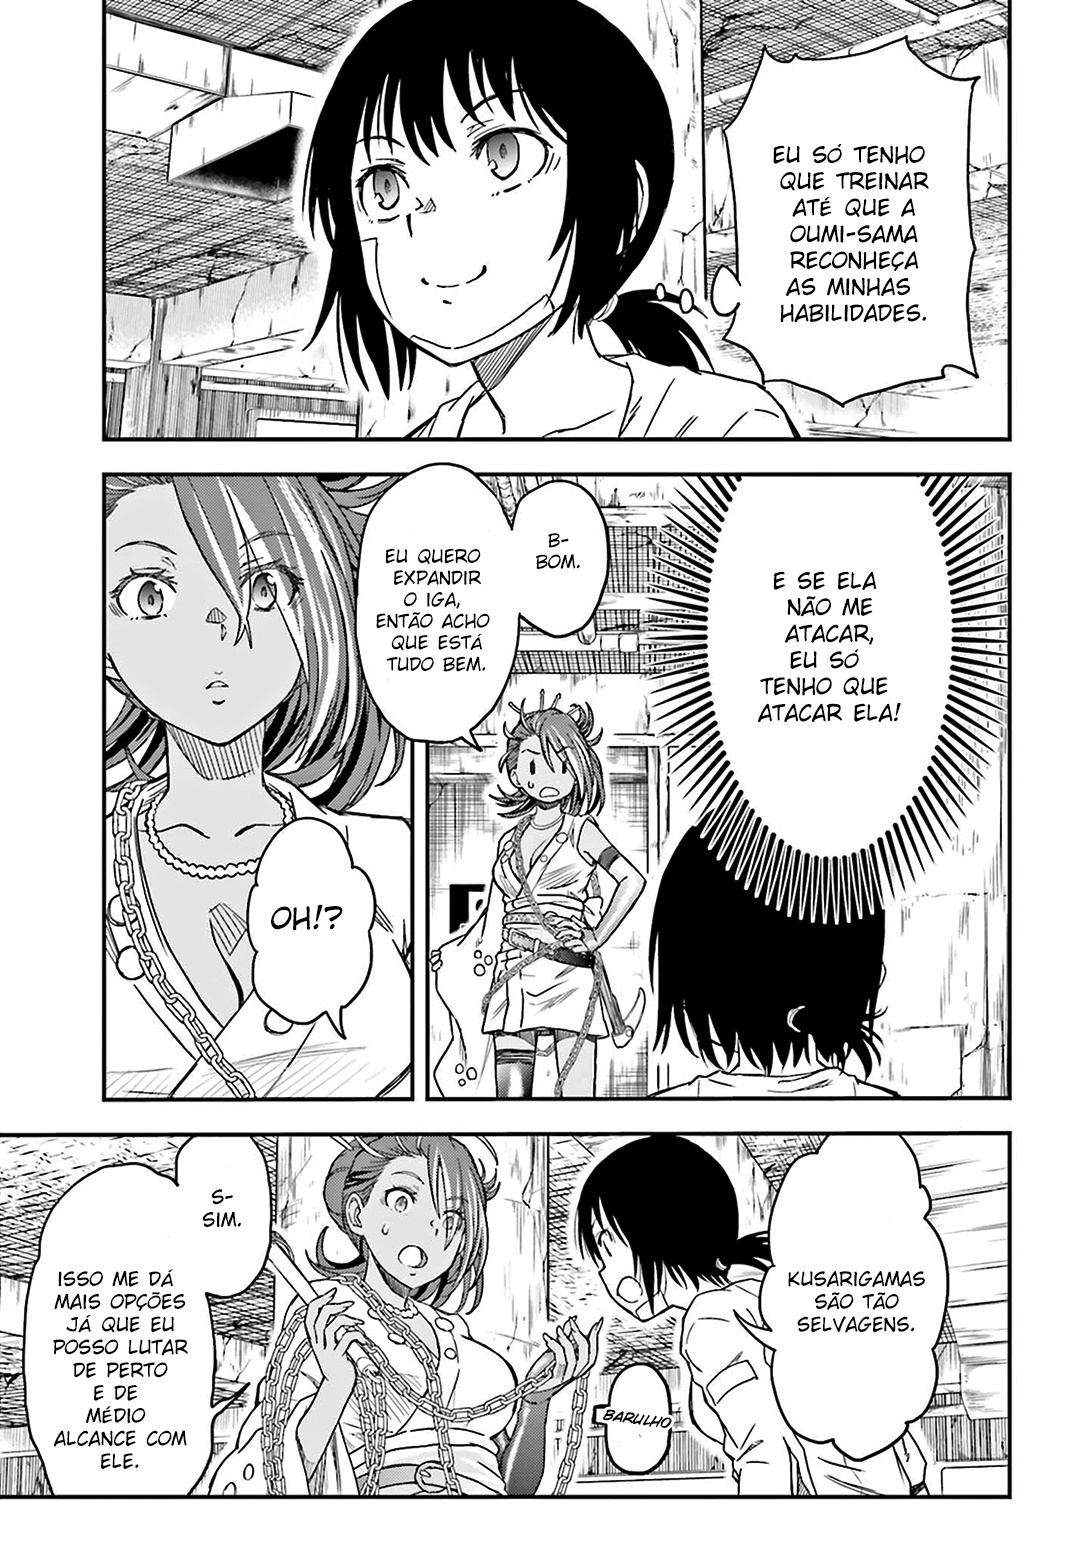 EU SÓ TENHO
QUE TREINAR
ATÉ QUE A
OUMI-SAMA
RECONHEÇA
AS MINHAS
HABILIDADES.
E SE ELA
NÃO ME
ATACAR,
EU SÓ
TENHO QUE
ATACAR ELA!
B-
BOM.
EU QUERO
EXPANDIR
O IGA,
ENTÃO ACHO
QUE ESTÁ
TUDO BEM.
OH!?
KUSARIGAMAS
SÃO TÃO
SELVAGENS.
BARULHO
S-
SIM.
ISSO ME DÁ
MAIS OPÇÕES
JÁ QUE EU
POSSO LUTAR
DE PERTO
E DE
MÉDIO
ALCANCE COM
ELE.